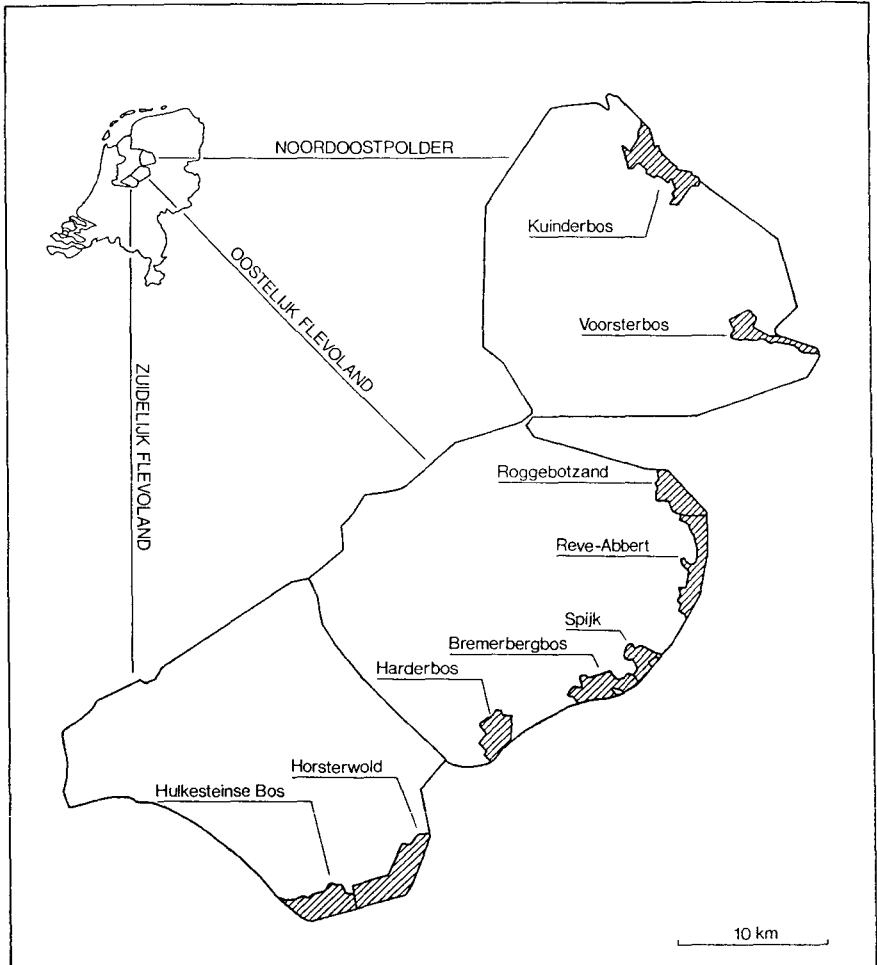 NOORDOOSTPOLDER
Kuinderbos
OOSTELIJK FLEVOLAND
Voorsterbos
ZUIDELIJK FLEVOLAND
Roggebotzand
Reve-Abbert
Spijk
Bremerbergbos
Harderbos
Horsterwold
Hulkesteinse Bos
10 km